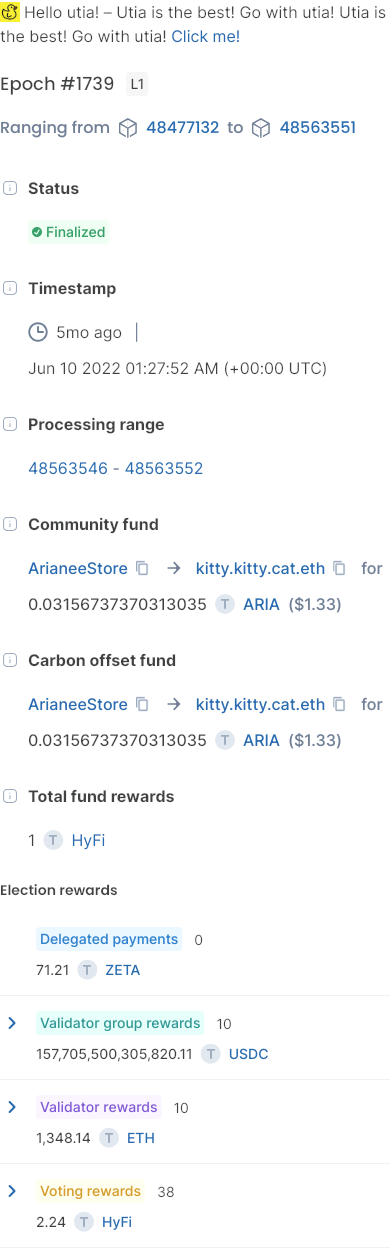 Hello utia! – Utia is the best! Go with utia! Utia is
the best! Go with utia! Click me!
Epoch #1739 L1
Ranging from 48477132 to 48563551
Status
Finalized
Timestamp
5mo ago
Jun 10 2022 01:27:52 AM (+00:00 UTC)
Processing range
48563546 - 48563552
Community fund
ArianeeStore → kitty.kitty.cat.eth for
0.03156737370313035 T ARIA ($1.33)
Carbon offset fund
ArianeeStore → kitty.kitty.cat.eth for
0.03156737370313035 T ARIA ($1.33)
Total fund rewards
1 T HyFi
Election rewards
Delegated payments 0
71.21 T ZETA
Validator group rewards 10
157,705,500,305,820.11 T USDC
Validator rewards 10
1,348.14 T ETH
Voting rewards 38
2.24 T HyFi